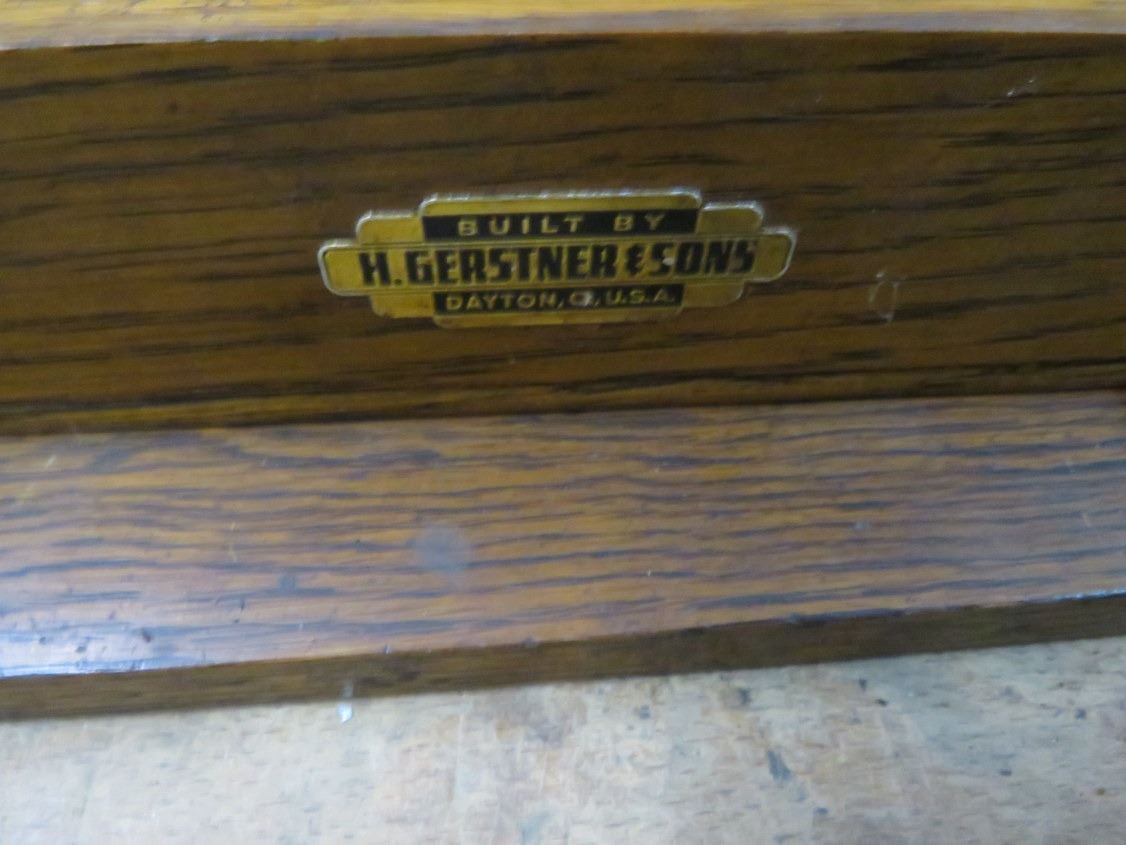 BUILT BY
H. GERSTNER & SONS
DAYTON, O., U.S.A.